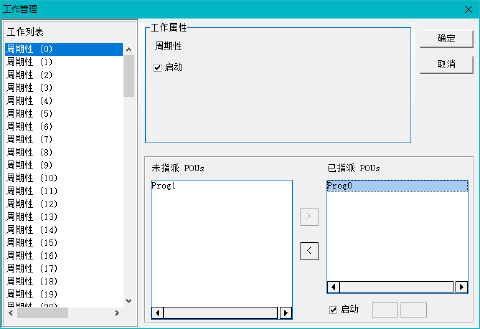 工作管理
工作列表
周期性 (0)
周期性 (1)
周期性 (2)
周期性 (3)
周期性 (4)
周期性 (5)
周期性 (6)
周期性 (7)
周期性 (8)
周期性 (9)
周期性 (10)
周期性 (11)
周期性 (12)
周期性 (13)
周期性 (14)
周期性 (15)
周期性 (16)
周期性 (17)
周期性 (18)
周期性 (19)
周期性 (20)
工作属性
周期性
启动
确定
取消
未指派 POUs
Prog1
>
<
已指派 POUs
Prog0
启动